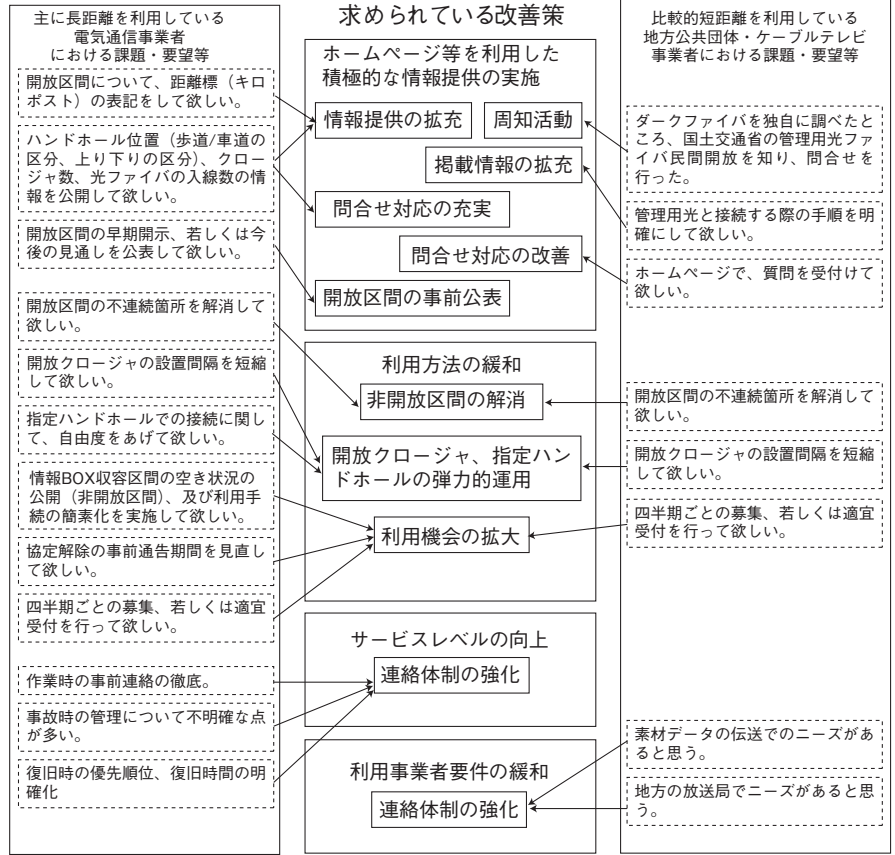 主に長距離を利用している
電気通信事業者
における課題・要望等
開放区間について、距離標（キロ
ポスト）の表記をして欲しい。
ハンドホール位置（歩道/車道の
区分、上り下りの区分）、クロー
ジャ数、光ファイバの入線数の情
報を公開して欲しい。
開放区間の早期開示、若しくは今
後の見通しを公表して欲しい。
開放区間の不連続箇所を解消して
欲しい。
開放クロージャの設置間隔を短縮
して欲しい。
指定ハンドホールでの接続に関し
て、自由度をあげて欲しい。
情報BOX収容区間の空き状況の
公開（非開放区間）、及び利用手
続の簡素化を実施して欲しい。
協定解除の事前通告期間を見直し
て欲しい。
四半期ごとの募集、若しくは適宜
受付を行って欲しい。
作業時の事前連絡の徹底。
事故時の管理について不明確な点
が多い。
復旧時の優先順位、復旧時間の明
確化
求められている改善策
ホームページ等を利用した
積極的な情報提供の実施
情報提供の拡充
周知活動
掲載情報の拡充
問合せ対応の充実
問合せ対応の改善
開放区間の事前公表
利用方法の緩和
非開放区間の解消
開放クロージャ、指定ハン
ドホールの弾力的運用
利用機会の拡大
サービスレベルの向上
連絡体制の強化
利用事業者要件の緩和
連絡体制の強化
比較的短距離を利用している
地方公共団体・ケーブルテレビ
事業者における課題・要望等
ダークファイバを独自に調べたと
ころ、国土交通省の管理用光ファ
イバ民間開放を知り、問合せを
行った。
管理用光と接続する際の手順を明
確にして欲しい。
ホームページで、質問を受付けて
欲しい。
開放区間の不連続箇所を解消して
欲しい。
開放クロージャの設置間隔を短縮
して欲しい。
四半期ごとの募集、若しくは適宜
受付を行って欲しい。
素材データの伝送でのニーズがあ
ると思う。
地方の放送局でニーズがあると思
う。